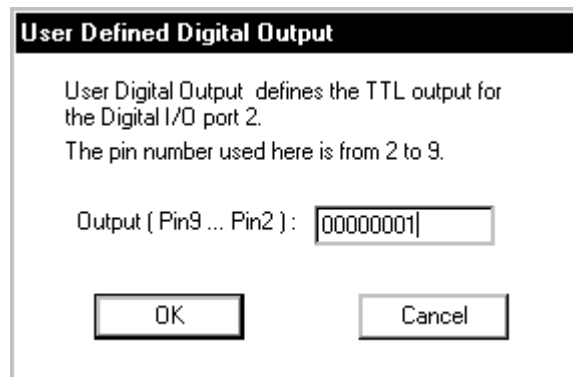 User Defined Digital Output
User Digital Output defines the TTL output for
the Digital I/O port 2.
The pin number used here is from 2 to 9.
Output ( Pin9 ... Pin2 ) : 00000001
OK Cancel